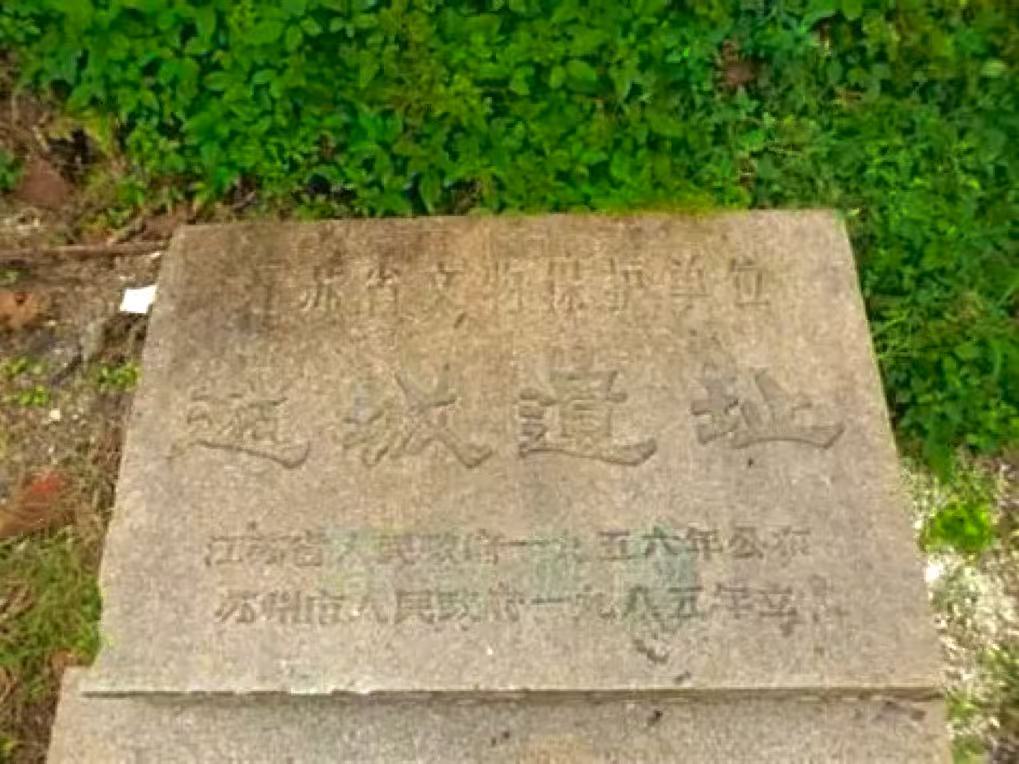 江苏省文物保护单位
越城遺址
江苏省人民政府一九五六年公布
苏州市人民政府一九八五年立